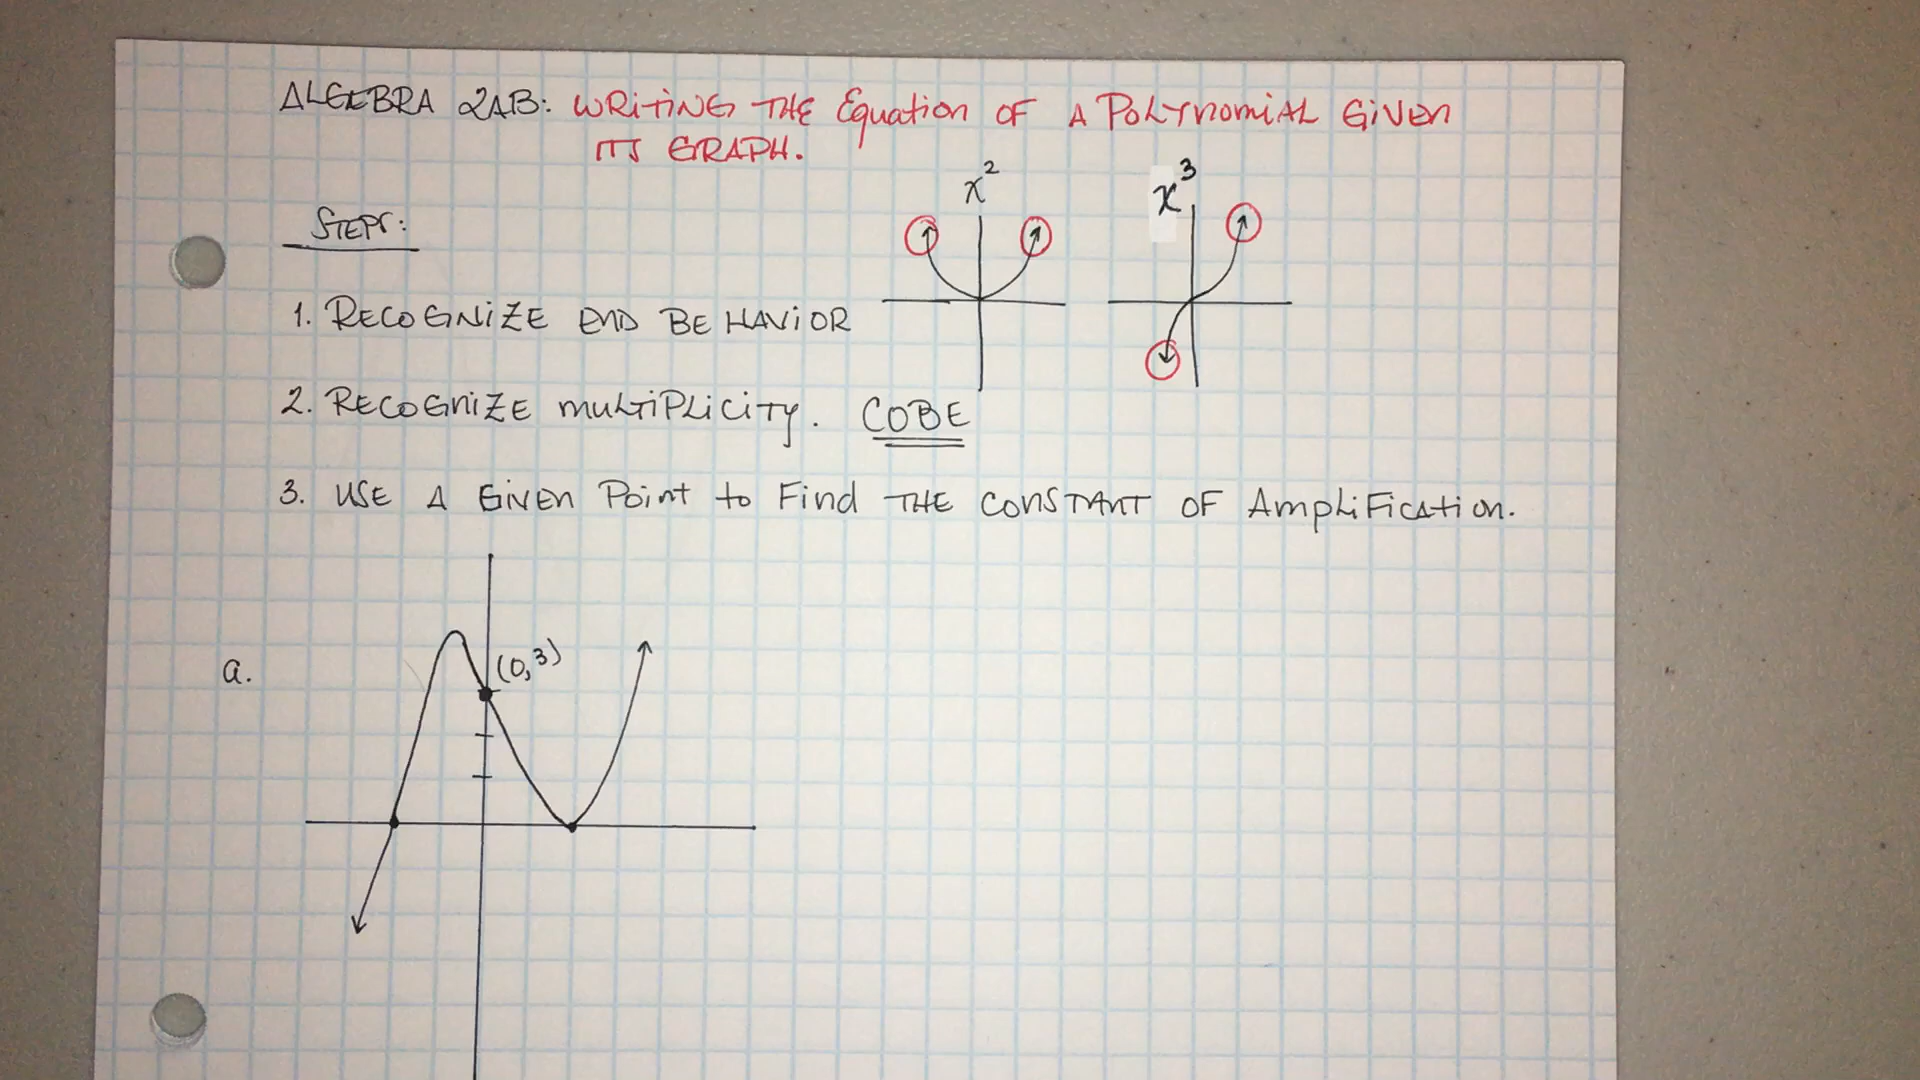 ALGEBRA 2AB: WRITING THE Equation OF A POLYNOMIAL GIVEN
ITS GRAPH.
x²
x³
STEPS:
1. RECOGNIZE END BEHAVIOR
2. RECOGNIZE MULTIPLICITY. COBE
3. USE A GIVEN Point to Find THE CONSTANT OF Amplification.
a.
(0,3)